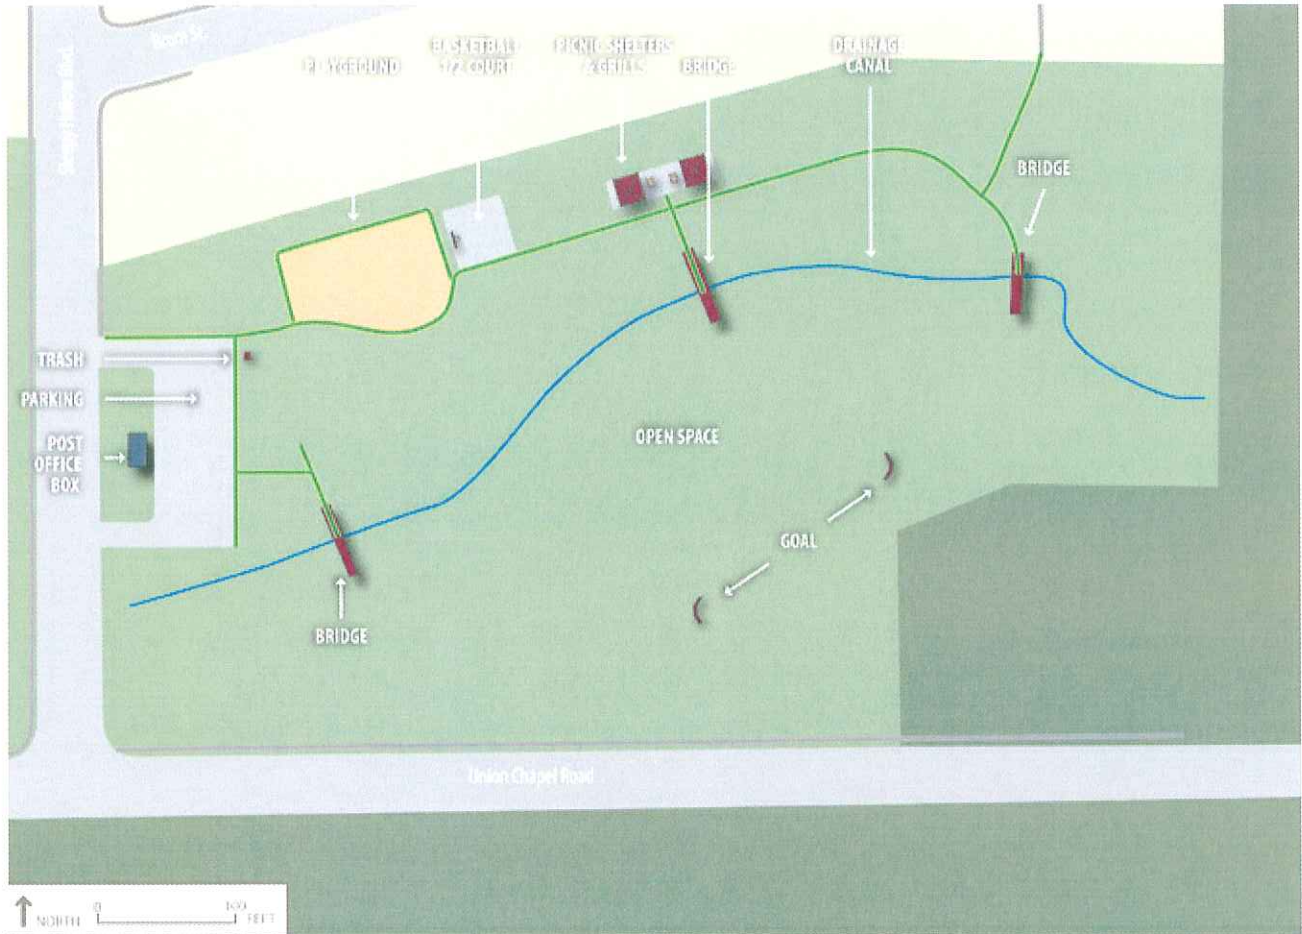 PLAYGROUND
BASKETBALL
1/2 COURT
PICNIC SHELTERS
& GRILLS
BRIDGE
DRAINAGE
CANAL
BRIDGE
TRASH
PARKING
POST
OFFICE
BOX
OPEN SPACE
GOAL
BRIDGE
Union Chapel Road
NORTH
0
100
FEET